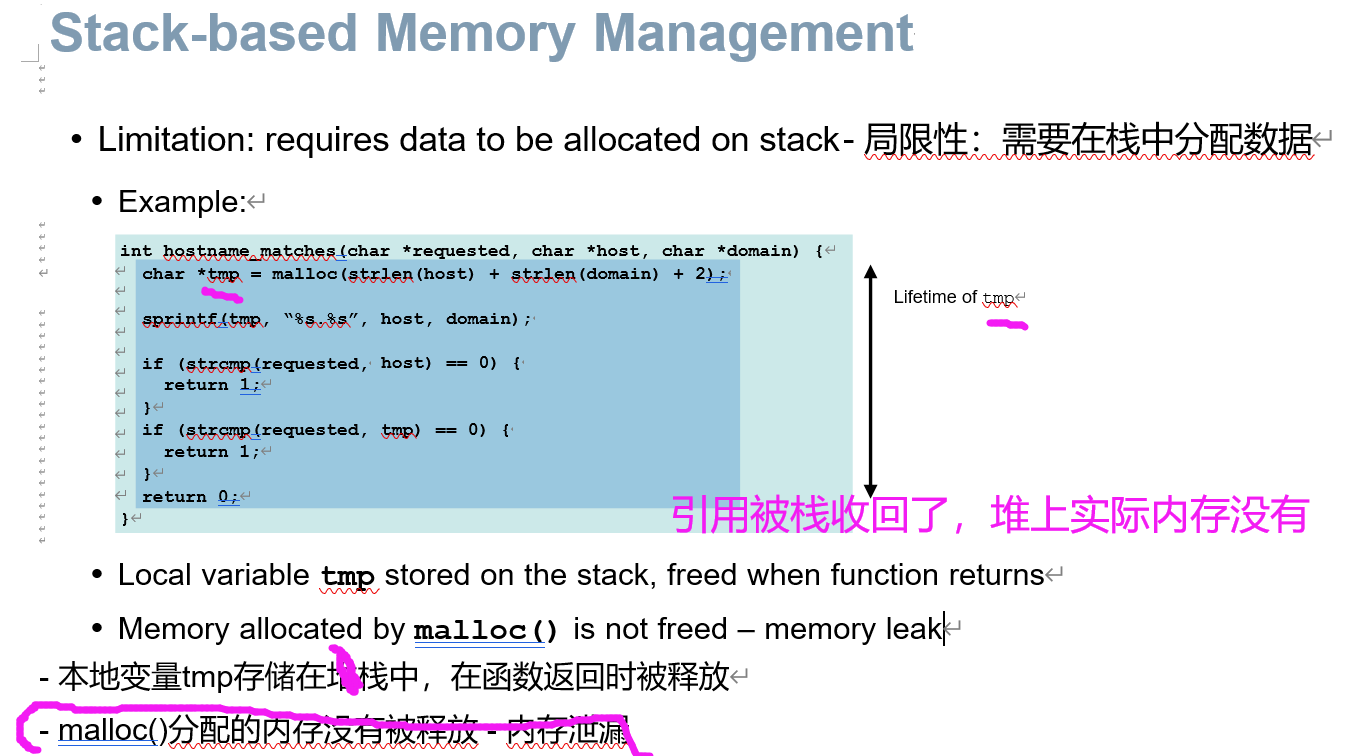 Stack-based Memory Management
• Limitation: requires data to be allocated on stack- 局限性：需要在栈中分配数据
• Example:
int hostname_matches(char *requested, char *host, char *domain) {
char *tmp = malloc(strlen(host) + strlen(domain) + 2);
Lifetime of tmp
sprintf(tmp, “%s.%s”, host, domain);
if (strcmp(requested, host) == 0) {
return 1;
}
if (strcmp(requested, tmp) == 0) {
return 1;
}
return 0;
}
引用被栈收回了，堆上实际内存没有
• Local variable tmp stored on the stack, freed when function returns
• Memory allocated by malloc() is not freed – memory leak
- 本地变量tmp存储在堆栈中，在函数返回时被释放
- malloc()分配的内存没有被释放 - 内存泄漏